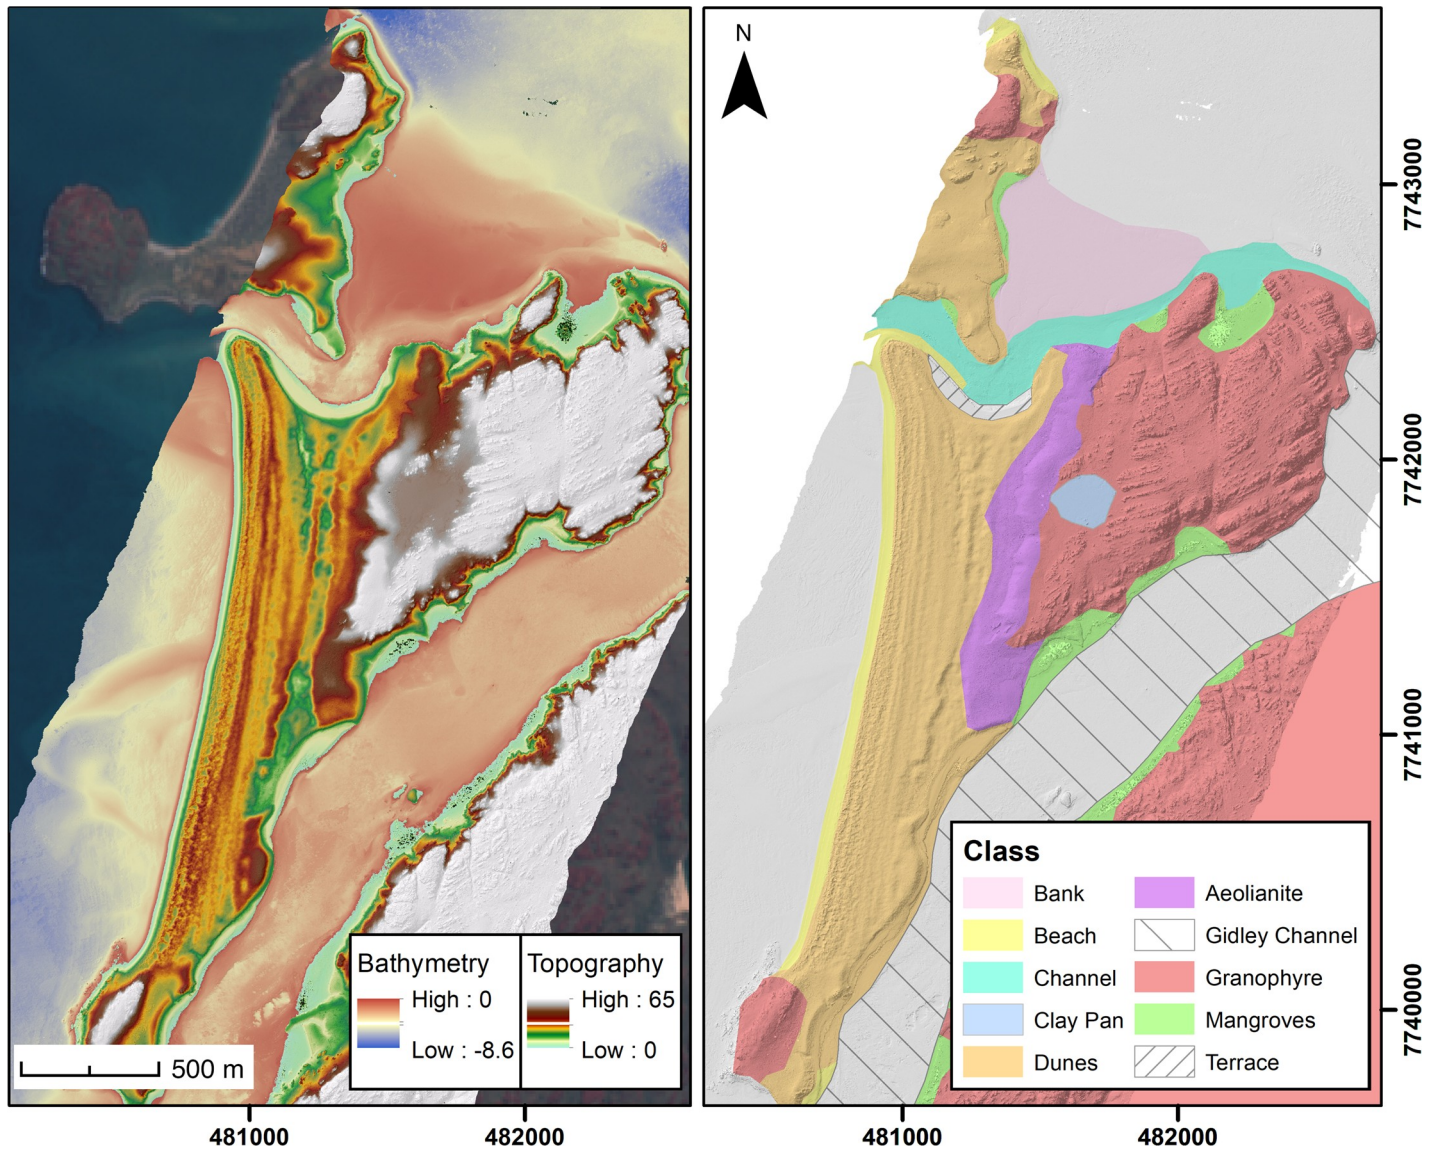 N
7743000
7742000
7741000
7740000
Bathymetry
High : 0
Low : -8.6
Topography
High : 65
Low : 0
500 m
Class
Bank
Beach
Channel
Clay Pan
Dunes
Aeolianite
Gidley Channel
Granophyre
Mangroves
Terrace
481000
482000
481000
482000